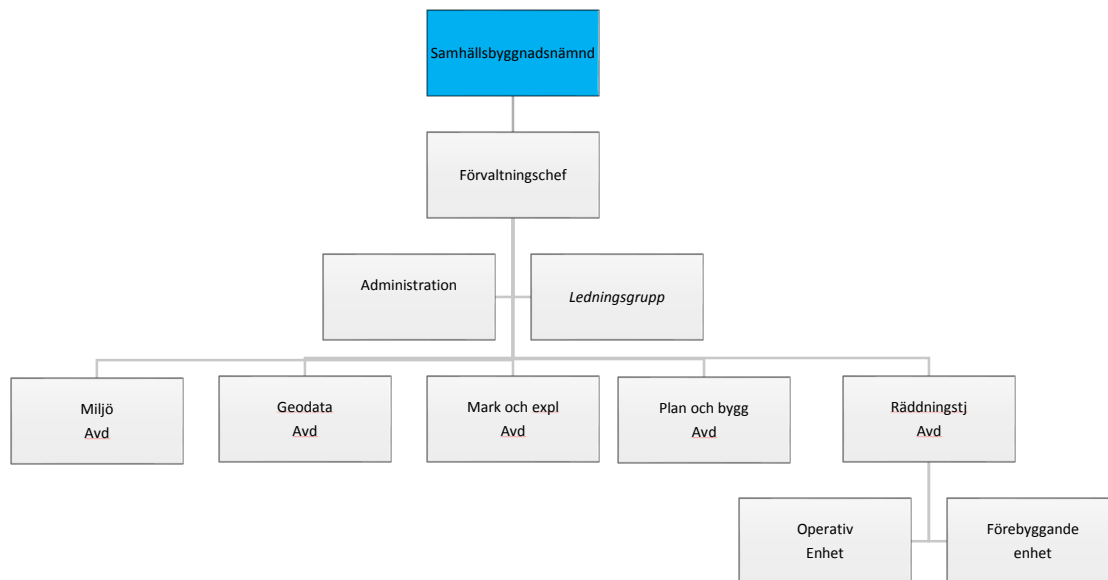 Samhällsbyggnadsnämnd
Förvaltningschef
Administration
Ledningsgrupp
Miljö
Avd
Geodata
Avd
Mark och expl
Avd
Plan och bygg
Avd
Räddningstj
Avd
Operativ
Enhet
Förebyggande
enhet